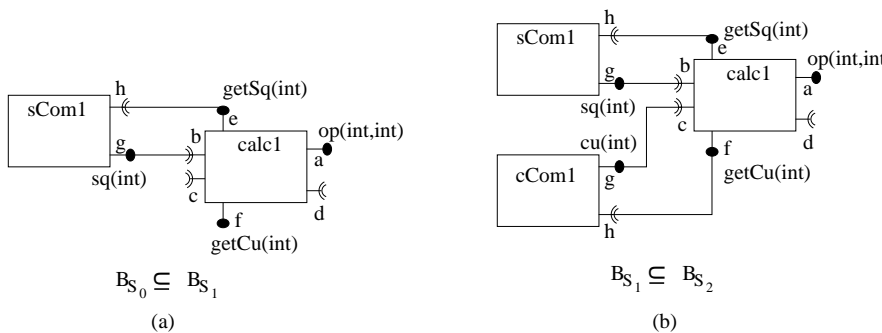 h
getSq(int)
sCom1
e
g
b
calc1
op(int,int)
a
sq(int)
c
d
f
getCu(int)
B_{S_0} ⊆ B_{S_1}
(a)
h
getSq(int)
sCom1
e
op(int,int
g
b
calc1
a
sq(int)
c
cu(int)
d
f
g
getCu(int)
cCom1
h
B_{S_1} ⊆ B_{S_2}
(b)